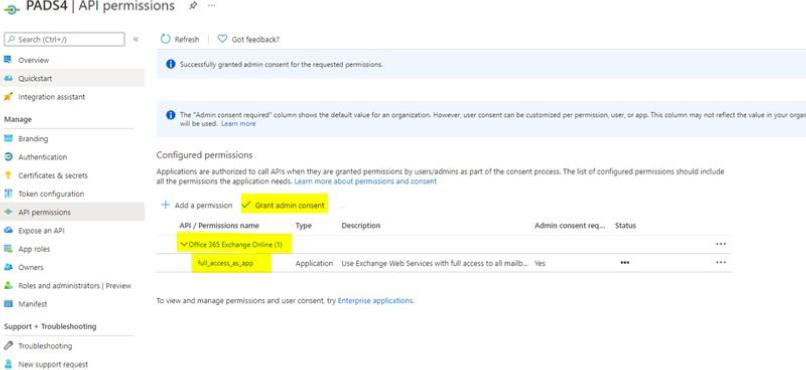 PADS4 | API permissions
Search (Ctrl+/)
Refresh
Got feedback?
Overview
Quickstart
Integration assistant
Manage
Branding
Authentication
Certificates & secrets
Token configuration
API permissions
Expose an API
App roles
Owners
Roles and administrators | Preview
Manifest
Support + Troubleshooting
Troubleshooting
New support request
Successfully granted admin consent for the requested permissions.
The "Admin consent required" column shows the default value for an organization. However, user consent can be customized per permission, user, or app. This column may not reflect the value in your organ
will be used. Learn more
Configured permissions
Applications are authorized to call APIs when they are granted permissions by users/admins as part of the consent process. The list of configured permissions should include
all the permissions the application needs. Learn more about permissions and consent
Add a permission
Grant admin consent
API / Permissions name Type Description Admin consent req... Status
Office 365 Exchange Online (1)
full_access_as_app Application Use Exchange Web Services with full access to all mailb... Yes
To view and manage permissions and user consent, try Enterprise applications.